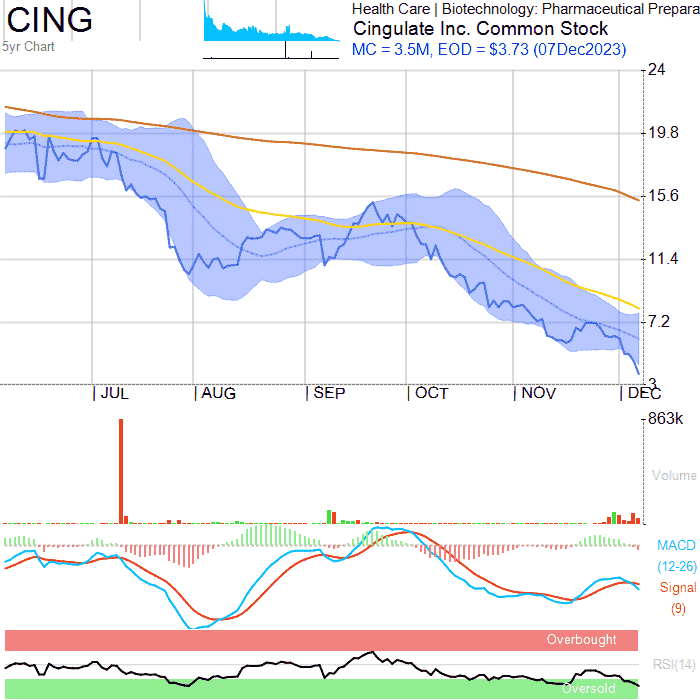 CING
5yr Chart
Health Care | Biotechnology: Pharmaceutical Prepara
Cingulate Inc. Common Stock
MC = 3.5M, EOD = $3.73 (07Dec2023)
24
19.8
15.6
11.4
7.2
3
JUL
AUG
SEP
OCT
NOV
DEC
863k
Volume
MACD
(12-26)
Signal
(9)
Overbought
RSI(14)
Oversold